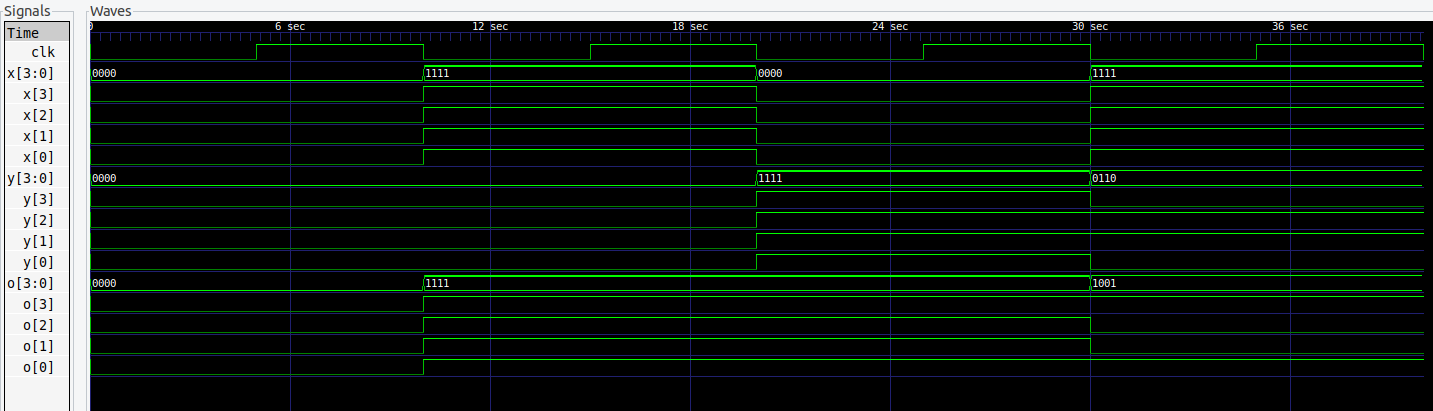 Signals Waves
Time 0 6 sec 12 sec 18 sec 24 sec 30 sec 36 sec
clk
x[3:0] 0000 1111 0000 1111
x[3]
x[2]
x[1]
x[0]
y[3:0] 0000 1111 0110
y[3]
y[2]
y[1]
y[0]
o[3:0] 0000 1111 1001
o[3]
o[2]
o[1]
o[0]